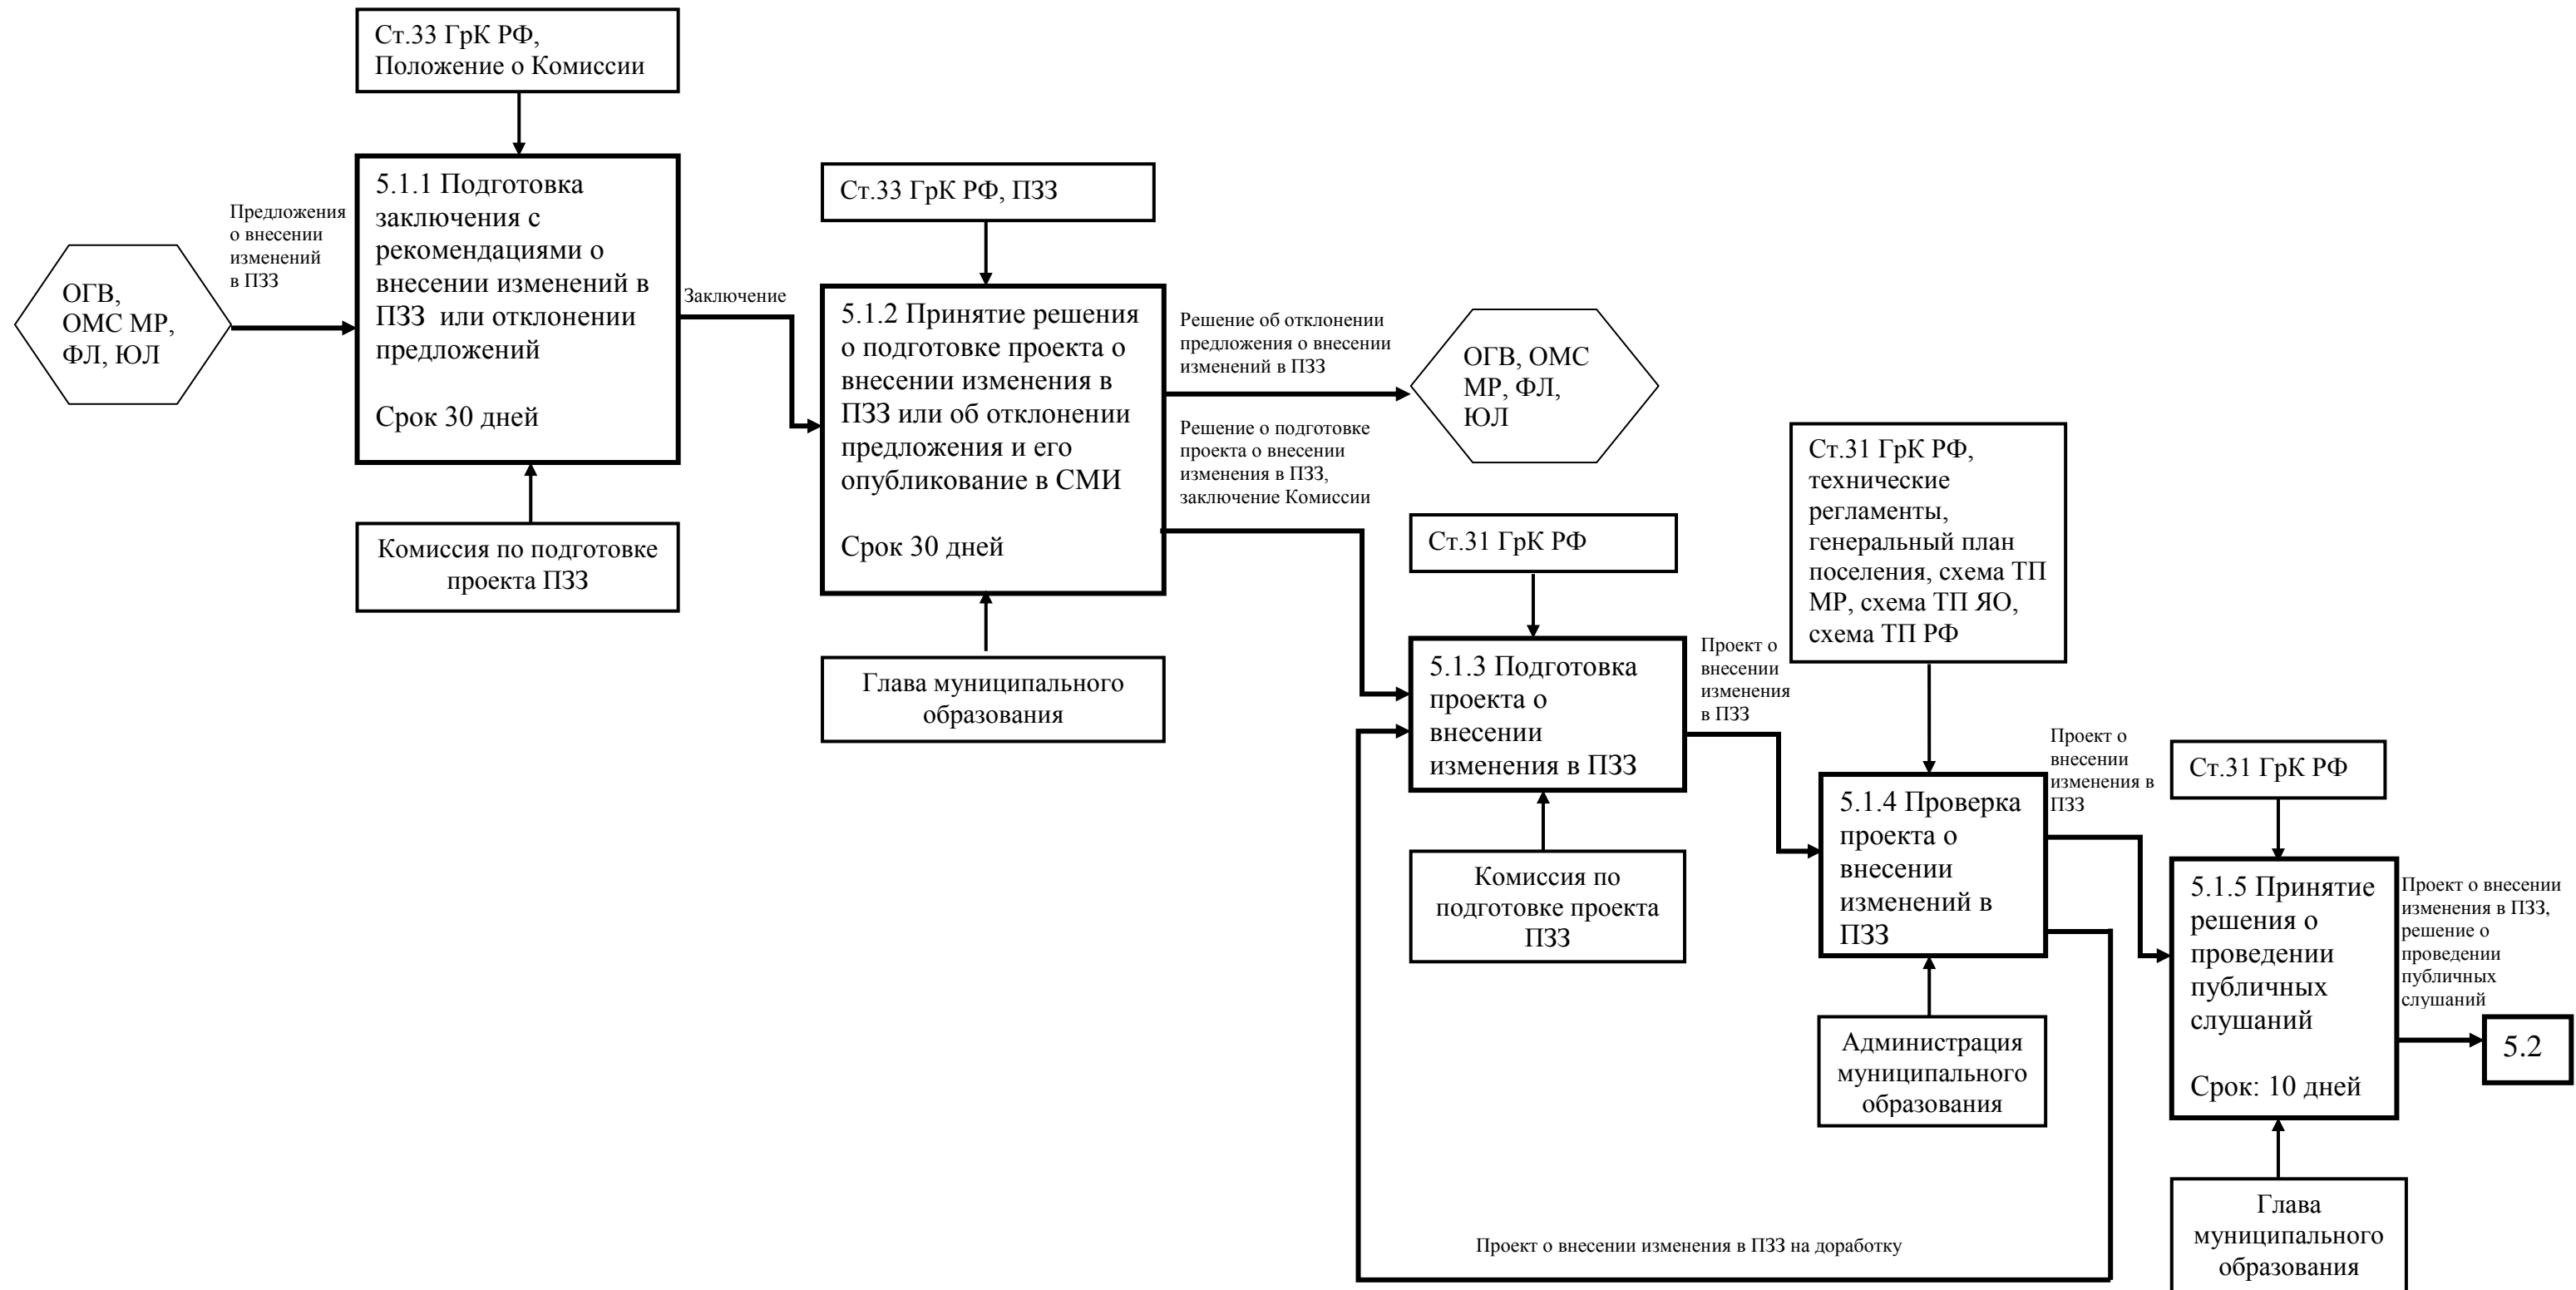 Ст.33 ГрК РФ,
Положение о Комиссии
Предложения
о внесении
изменений
в ПЗЗ
ОГВ,
ОМС МР,
ФЛ, ЮЛ
5.1.1 Подготовка
заключения с
рекомендациями о
внесении изменений в
ПЗЗ или отклонении
предложений
Срок 30 дней
Комиссия по подготовке
проекта ПЗЗ
Заключение
Ст.33 ГрК РФ, ПЗЗ
5.1.2 Принятие решения
о подготовке проекта о
внесении изменения в
ПЗЗ или об отклонении
предложения и его
опубликование в СМИ
Срок 30 дней
Глава муниципального
образования
Решение об отклонении
предложения о внесении
изменений в ПЗЗ
ОГВ, ОМС
МР, ФЛ,
ЮЛ
Решение о подготовке
проекта о внесении
изменения в ПЗЗ,
заключение Комиссии
Ст.31 ГрК РФ
5.1.3 Подготовка
проекта о
внесении
изменения в ПЗЗ
Комиссия по
подготовке проекта
ПЗЗ
Проект о
внесении
изменения
в ПЗЗ
Ст.31 ГрК РФ,
технические
регламенты,
генеральный план
поселения, схема ТП
МР, схема ТП ЯО,
схема ТП РФ
5.1.4 Проверка
проекта о
внесении
изменений в
ПЗЗ
Администрация
муниципального
образования
Проект о
внесении
изменения в
ПЗЗ
Ст.31 ГрК РФ
5.1.5 Принятие
решения о
проведении
публичных
слушаний
Срок: 10 дней
Глава
муниципального
образования
Проект о внесении
изменения в ПЗЗ,
решение о
проведении
публичных
слушаний
5.2
Проект о внесении изменения в ПЗЗ на доработку